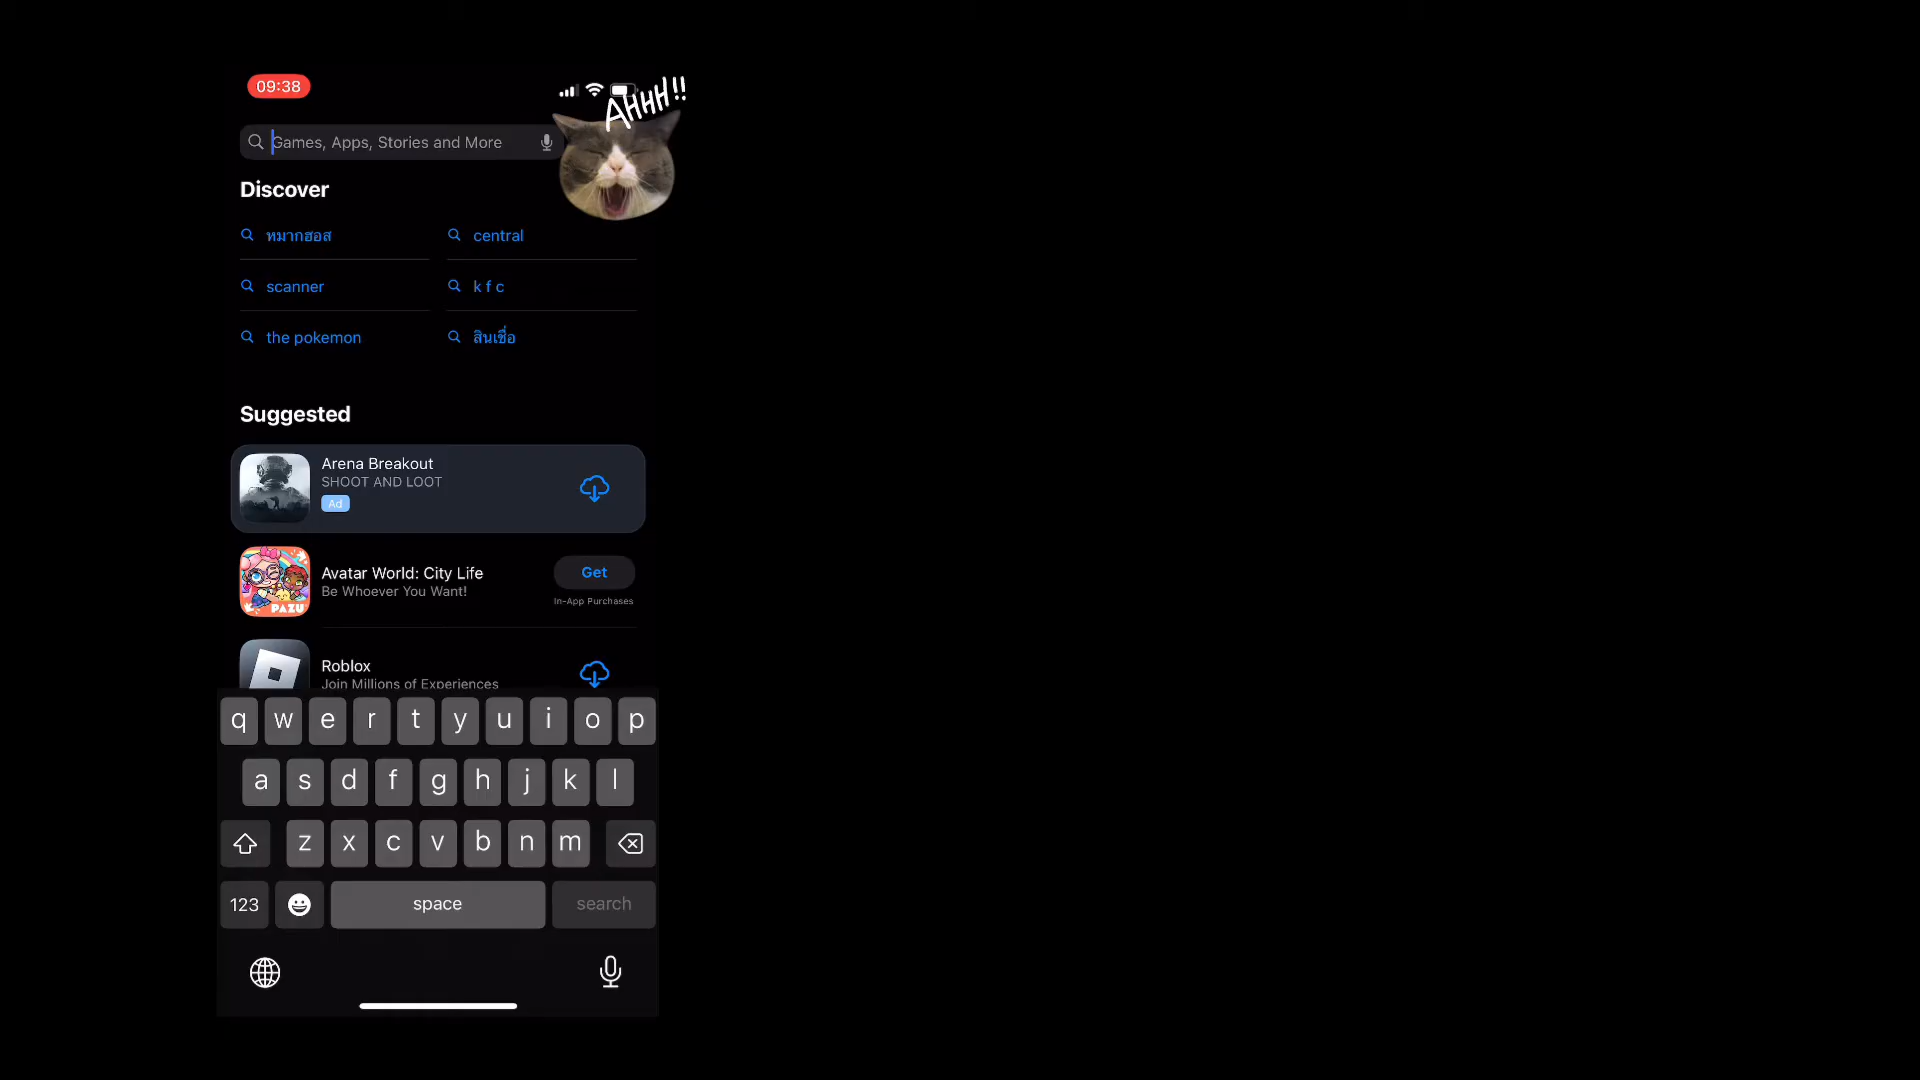 09:38
AHHH!!
Games, Apps, Stories and More
Discover
หมากฮอส
central
scanner
k f c
the pokemon
สินเชื่อ
Suggested
Arena Breakout
SHOOT AND LOOT
Ad
Avatar World: City Life
Be Whoever You Want!
Get
In-App Purchases
PAZU
Roblox
Join Millions of Experiences
q w e r t y u i o p
a s d f g h j k l
z x c v b n m
123 space search